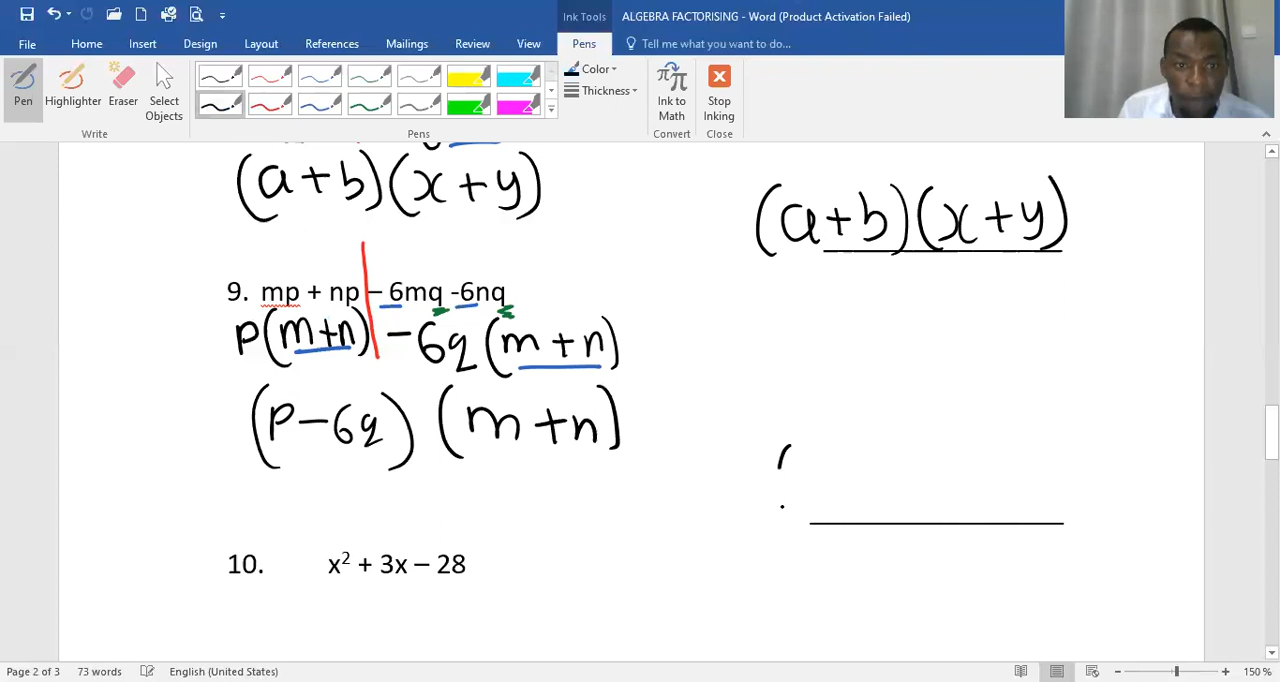 ALGEBRA FACTORISING - Word (Product Activation Failed)
Ink Tools
File Home Insert Design Layout References Mailings Review View Pens Tell me what you want to do...
Pen Highlighter Eraser Select Objects
Color
Thickness
Ink to Math
Stop Inking
Write Pens Convert Close
(a+b)(x+y)
(a+b)(x+y)
9. mp + np – 6mq -6nq
P(m+n) - 6q(m+n)
(P-6q) (m+n)
(
10. x² + 3x – 28
Page 2 of 3 73 words English (United States) 150 %